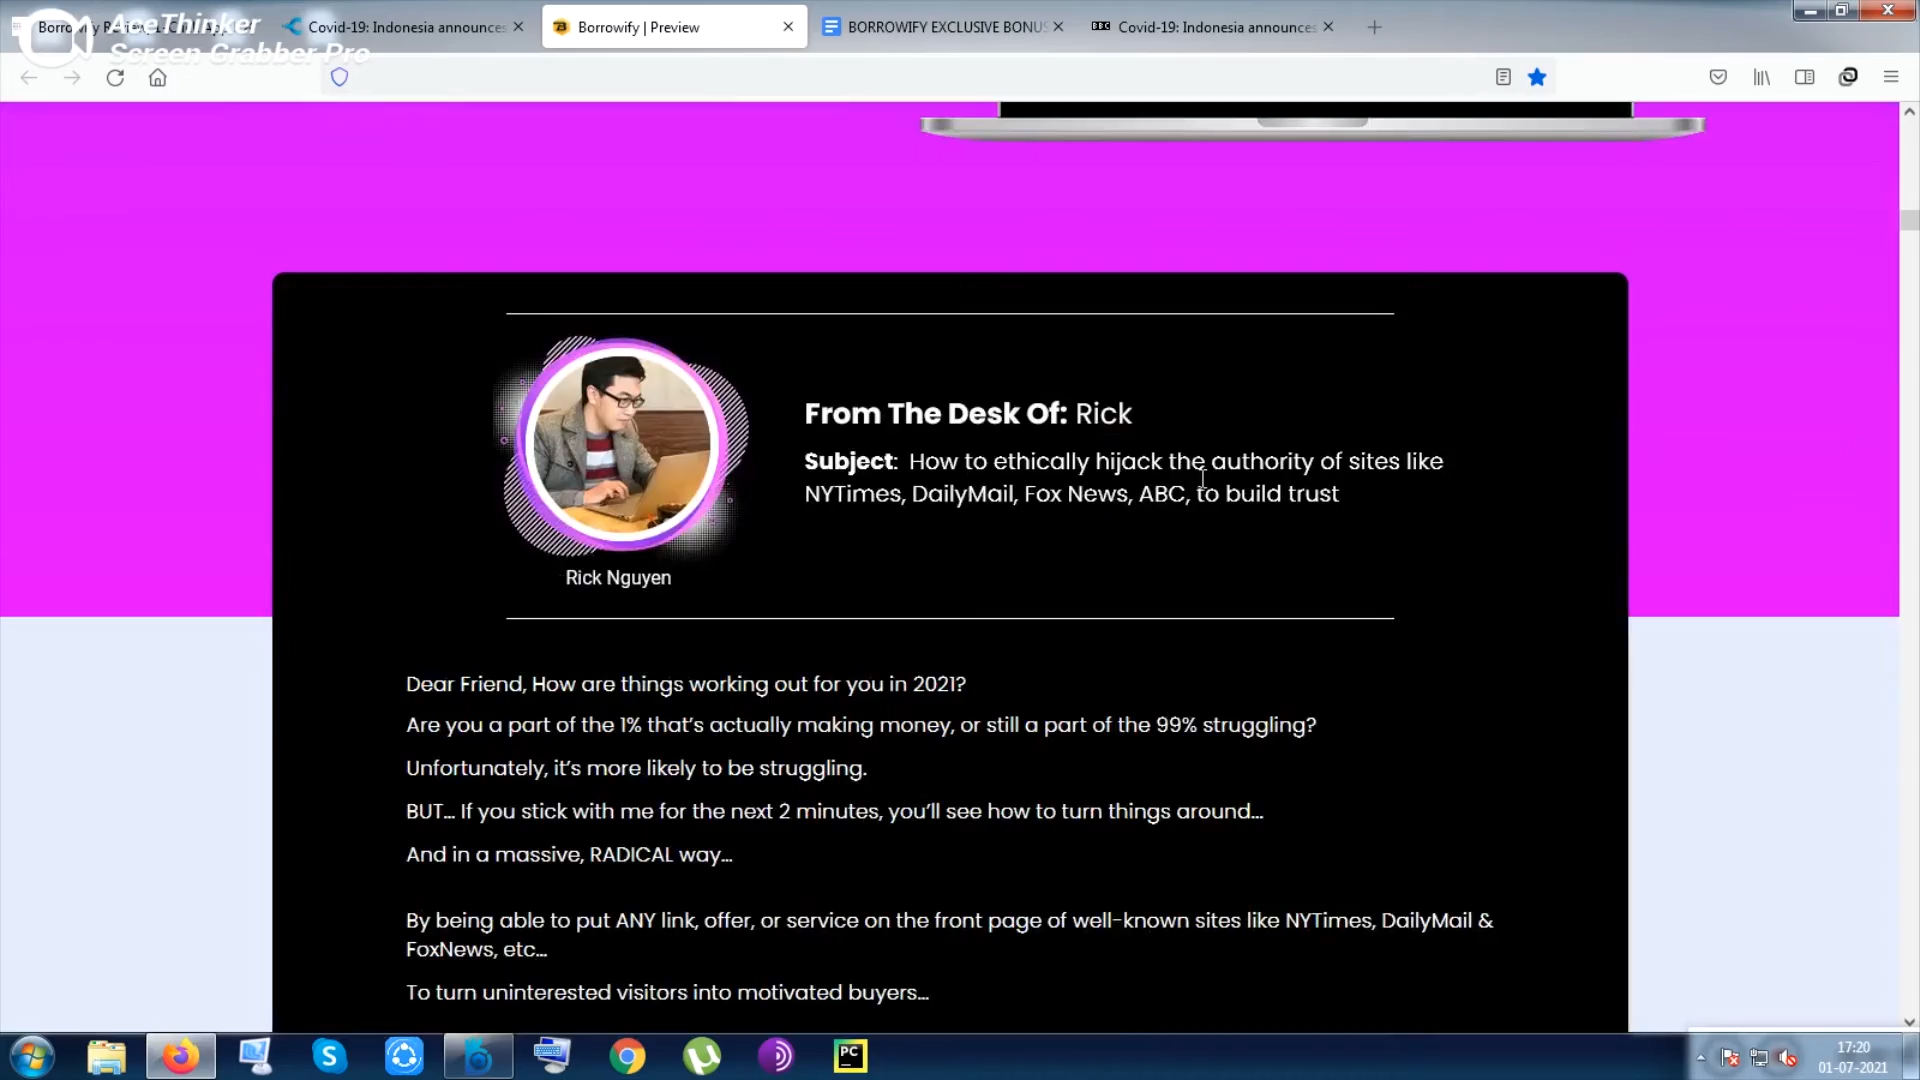 AceThinker
Screen Grabber Pro
Covid-19: Indonesia announces
Borrowify | Preview
BORROWIFY EXCLUSIVE BONUS
BBC
Covid-19: Indonesia announces
From The Desk Of: Rick
Subject: How to ethically hijack the authority of sites like
NYTimes, DailyMail, Fox News, ABC, to build trust
Rick Nguyen
Dear Friend, How are things working out for you in 2021?
Are you a part of the 1% that's actually making money, or still a part of the 99% struggling?
Unfortunately, it's more likely to be struggling.
BUT... If you stick with me for the next 2 minutes, you'll see how to turn things around...
And in a massive, RADICAL way...
By being able to put ANY link, offer, or service on the front page of well-known sites like NYTimes, DailyMail &
FoxNews, etc...
To turn uninterested visitors into motivated buyers...
PC
17:20
01-07-2021